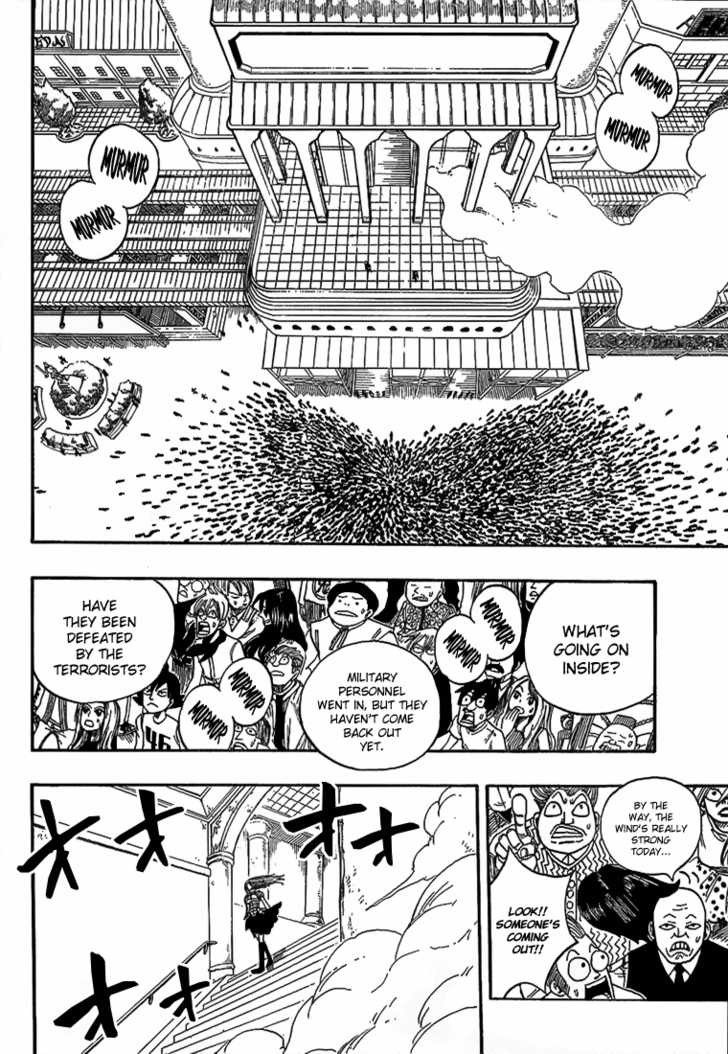 MURMUR
MURMUR
MURMUR
MURMUR
WHAT'S
GOING ON
INSIDE?
MURMUR
MURMUR
MILITARY
PERSONNEL
WENT IN, BUT THEY
HAVEN'T COME
BACK OUT
YET.
MURMUR
MURMUR
HAVE
THEY BEEN
DEFEATED
BY THE
TERRORISTS?
46
BY THE
WAY, THE
WIND'S REALLY
STRONG
TODAY...
LOOK!!
SOMEONE'S
COMING
OUT!!